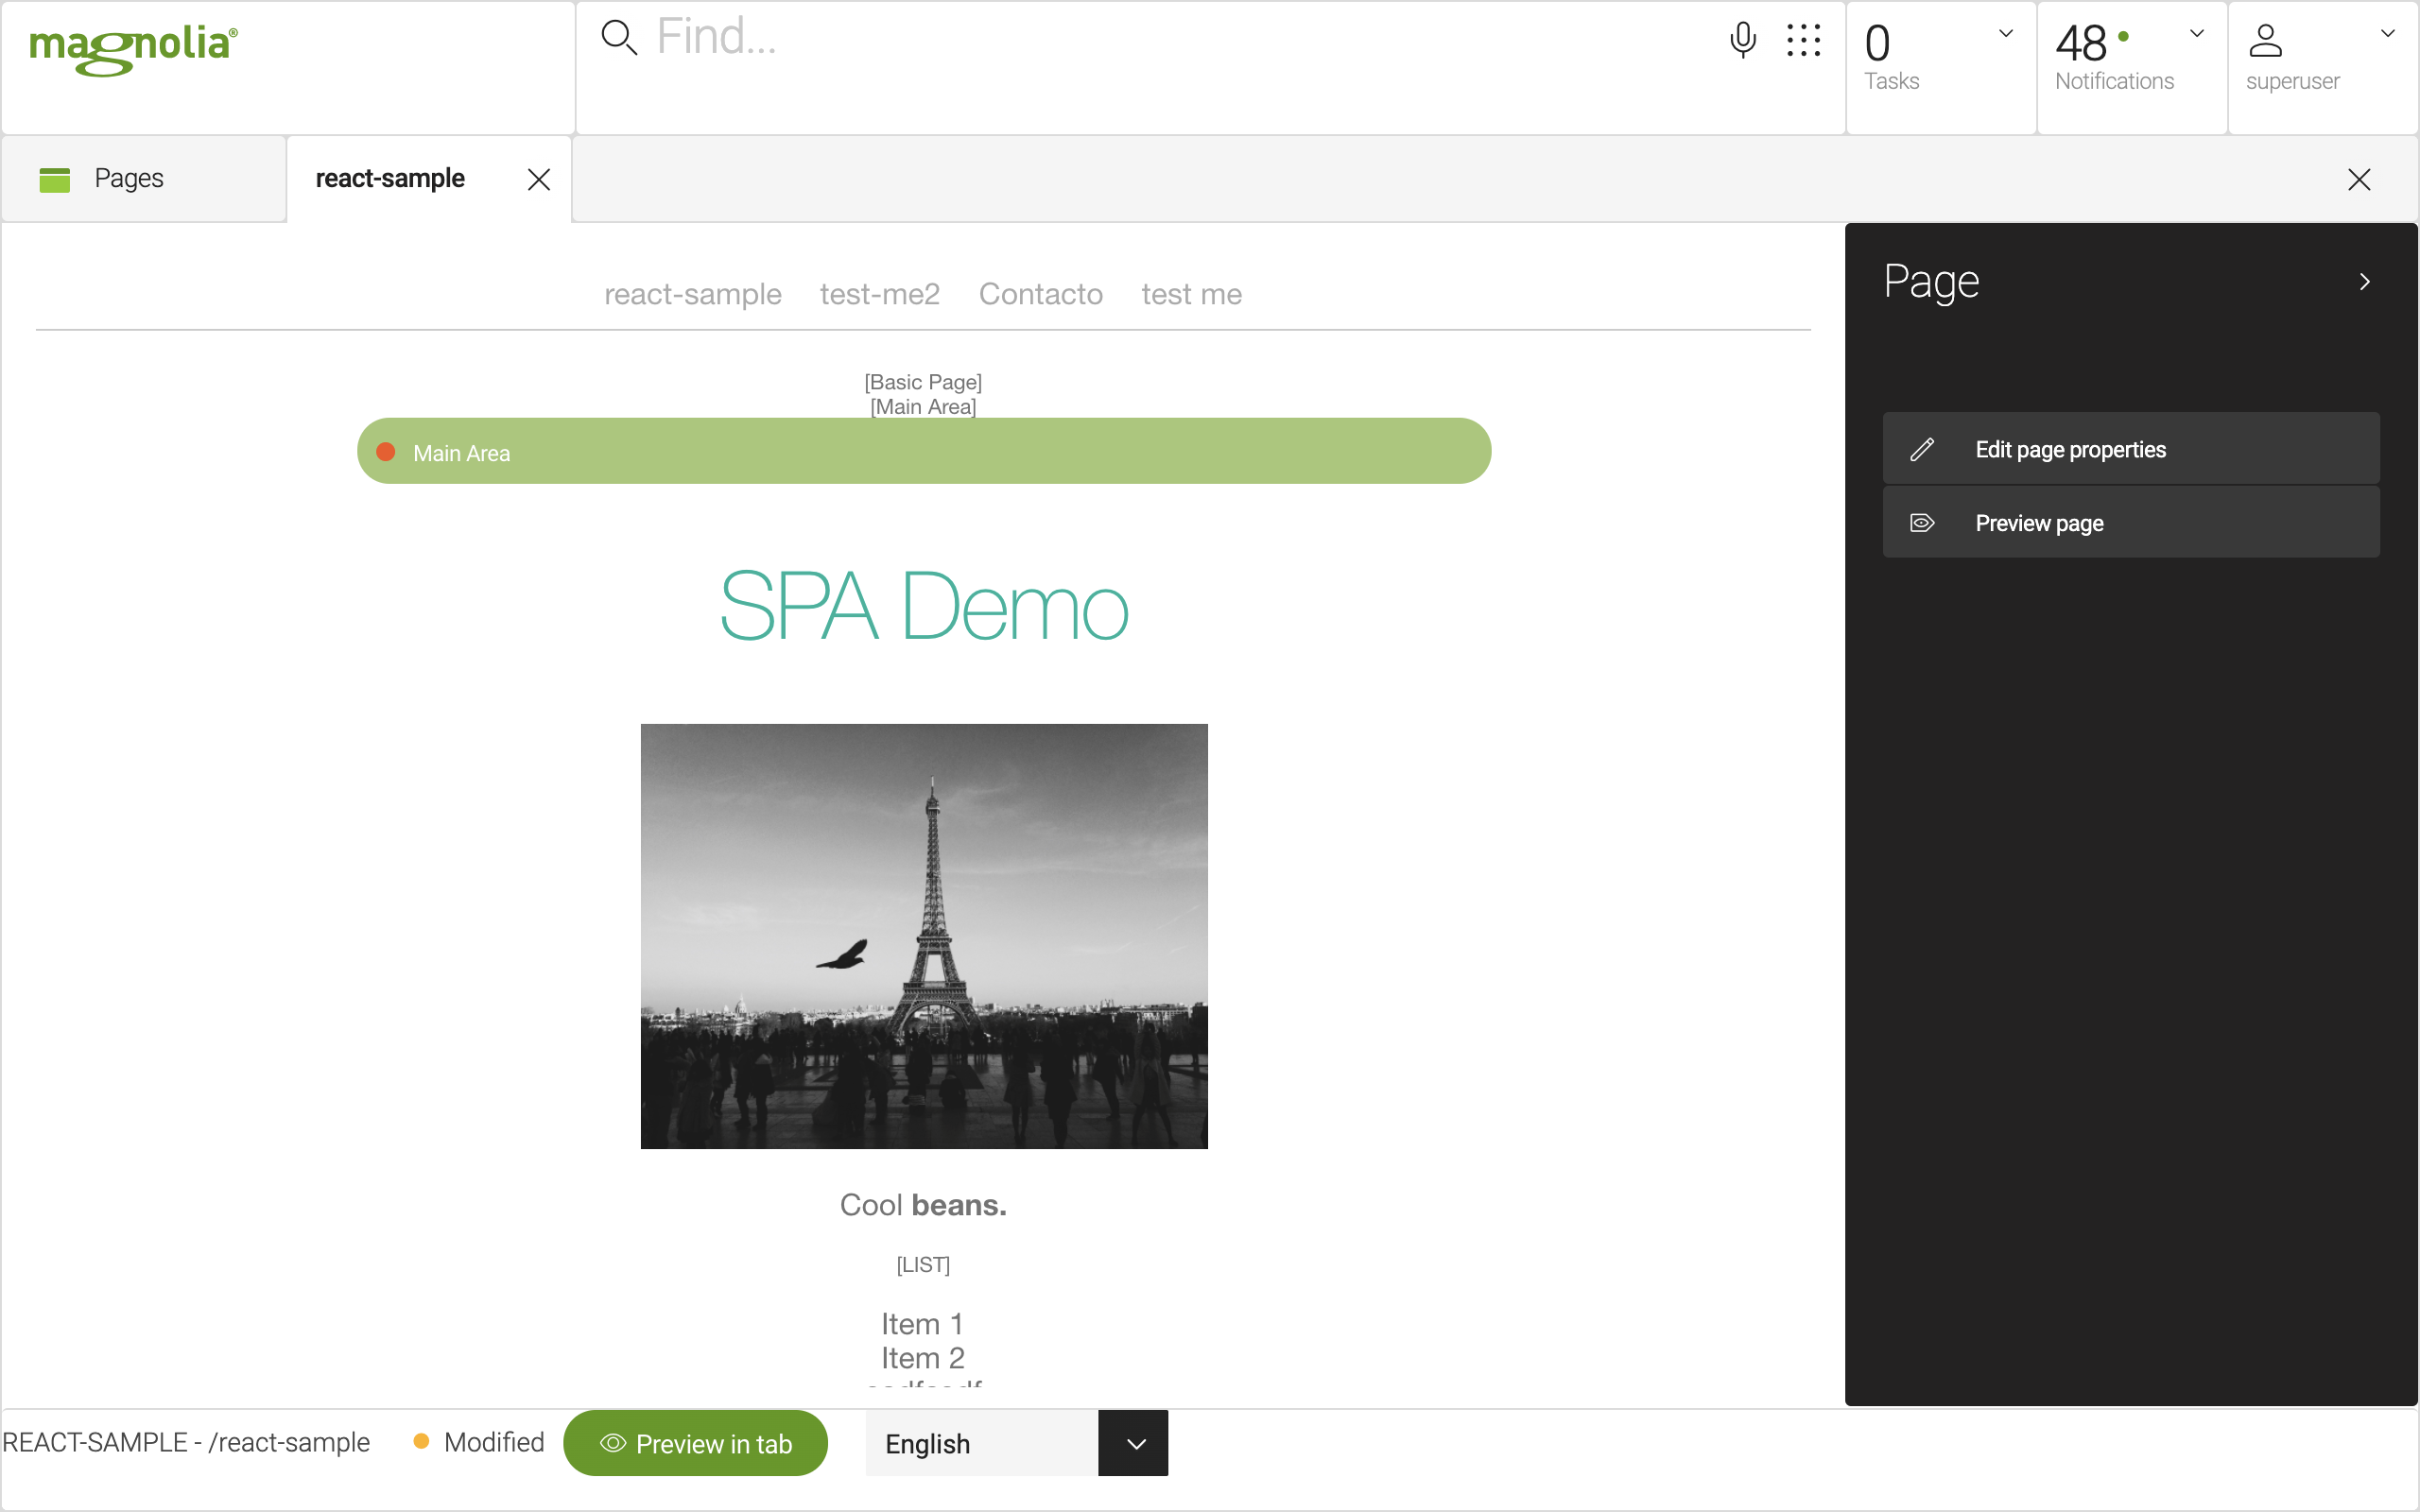 magnolia®
Find...
0
Tasks
48
Notifications
superuser
Pages
react-sample
react-sample test-me2 Contacto test me
[Basic Page]
[Main Area]
Main Area
SPA Demo
Cool beans.
[LIST]
Item 1
Item 2
Page
Edit page properties
Preview page
REACT-SAMPLE - /react-sample
Modified
Preview in tab
English